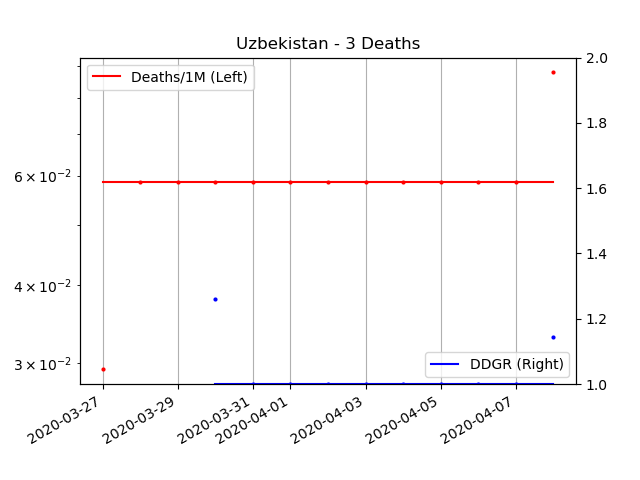 Uzbekistan - 3 Deaths
Deaths/1M (Left)
6 × 10⁻²
4 × 10⁻²
3 × 10⁻²
2.0
1.8
1.6
1.4
1.2
1.0
DDGR (Right)
2020-03-27
2020-03-29
2020-03-31
2020-04-01
2020-04-03
2020-04-05
2020-04-07